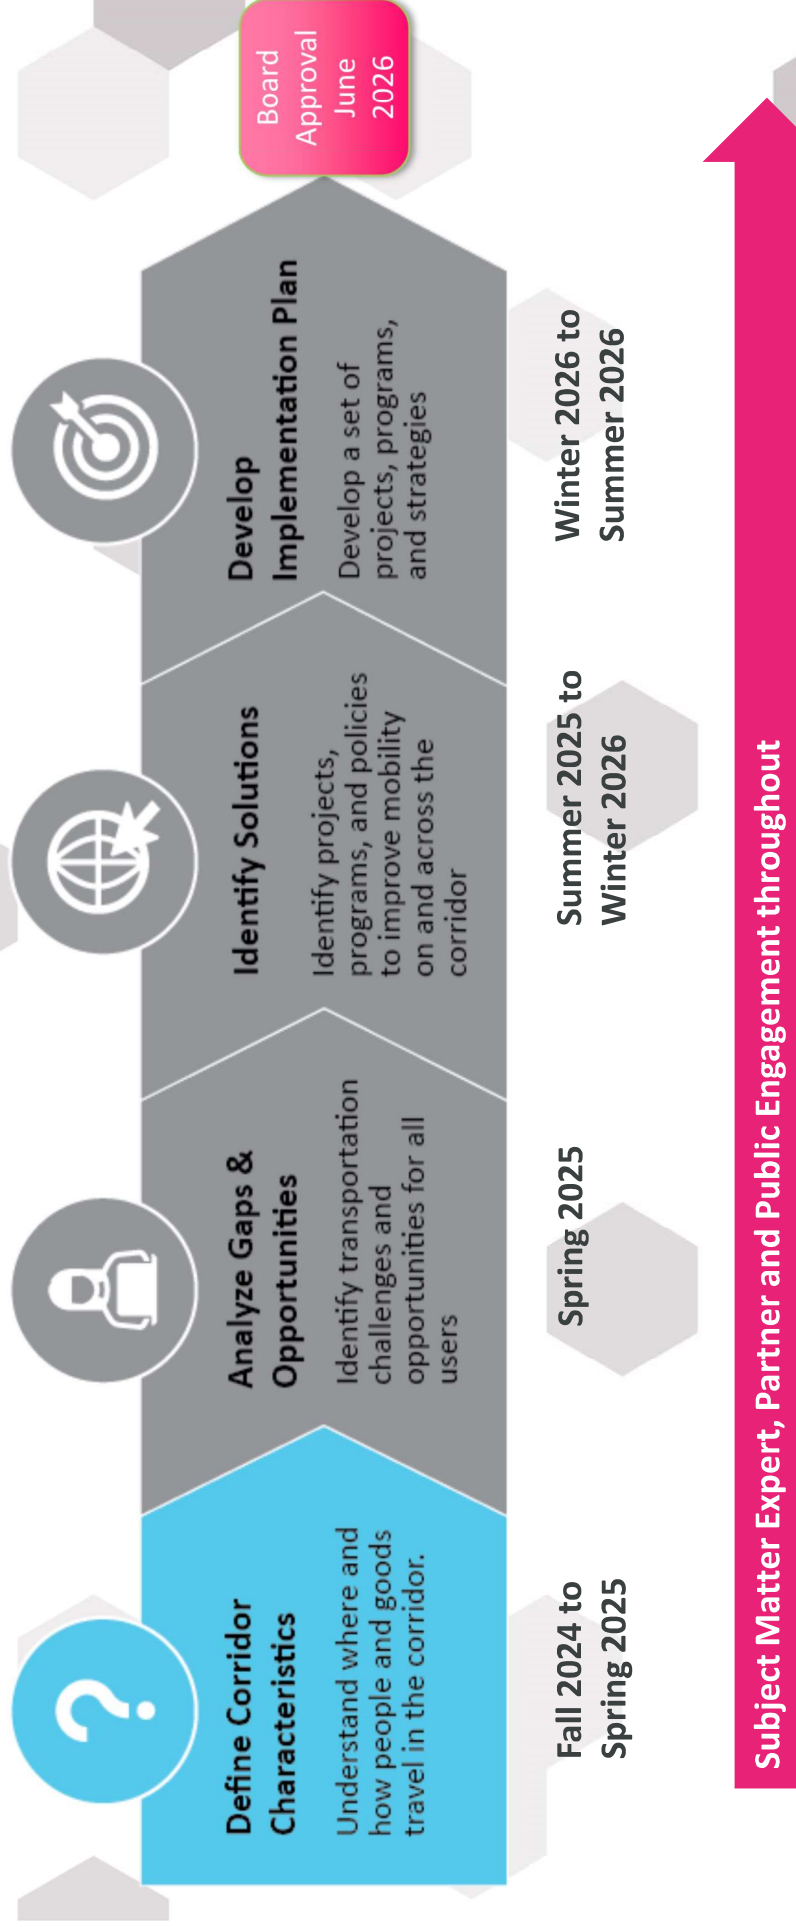 Define Corridor
Characteristics
Understand where and
how people and goods
travel in the corridor.
Fall 2024 to
Spring 2025
Analyze Gaps &
Opportunities
Identify transportation
challenges and
opportunities for all
users
Spring 2025
Identify Solutions
Identify projects,
programs, and policies
to improve mobility
on and across the
corridor
Summer 2025 to
Winter 2026
Develop
Implementation Plan
Develop a set of
projects, programs,
and strategies
Winter 2026 to
Summer 2026
Board
Approval
June
2026
Subject Matter Expert, Partner and Public Engagement throughout